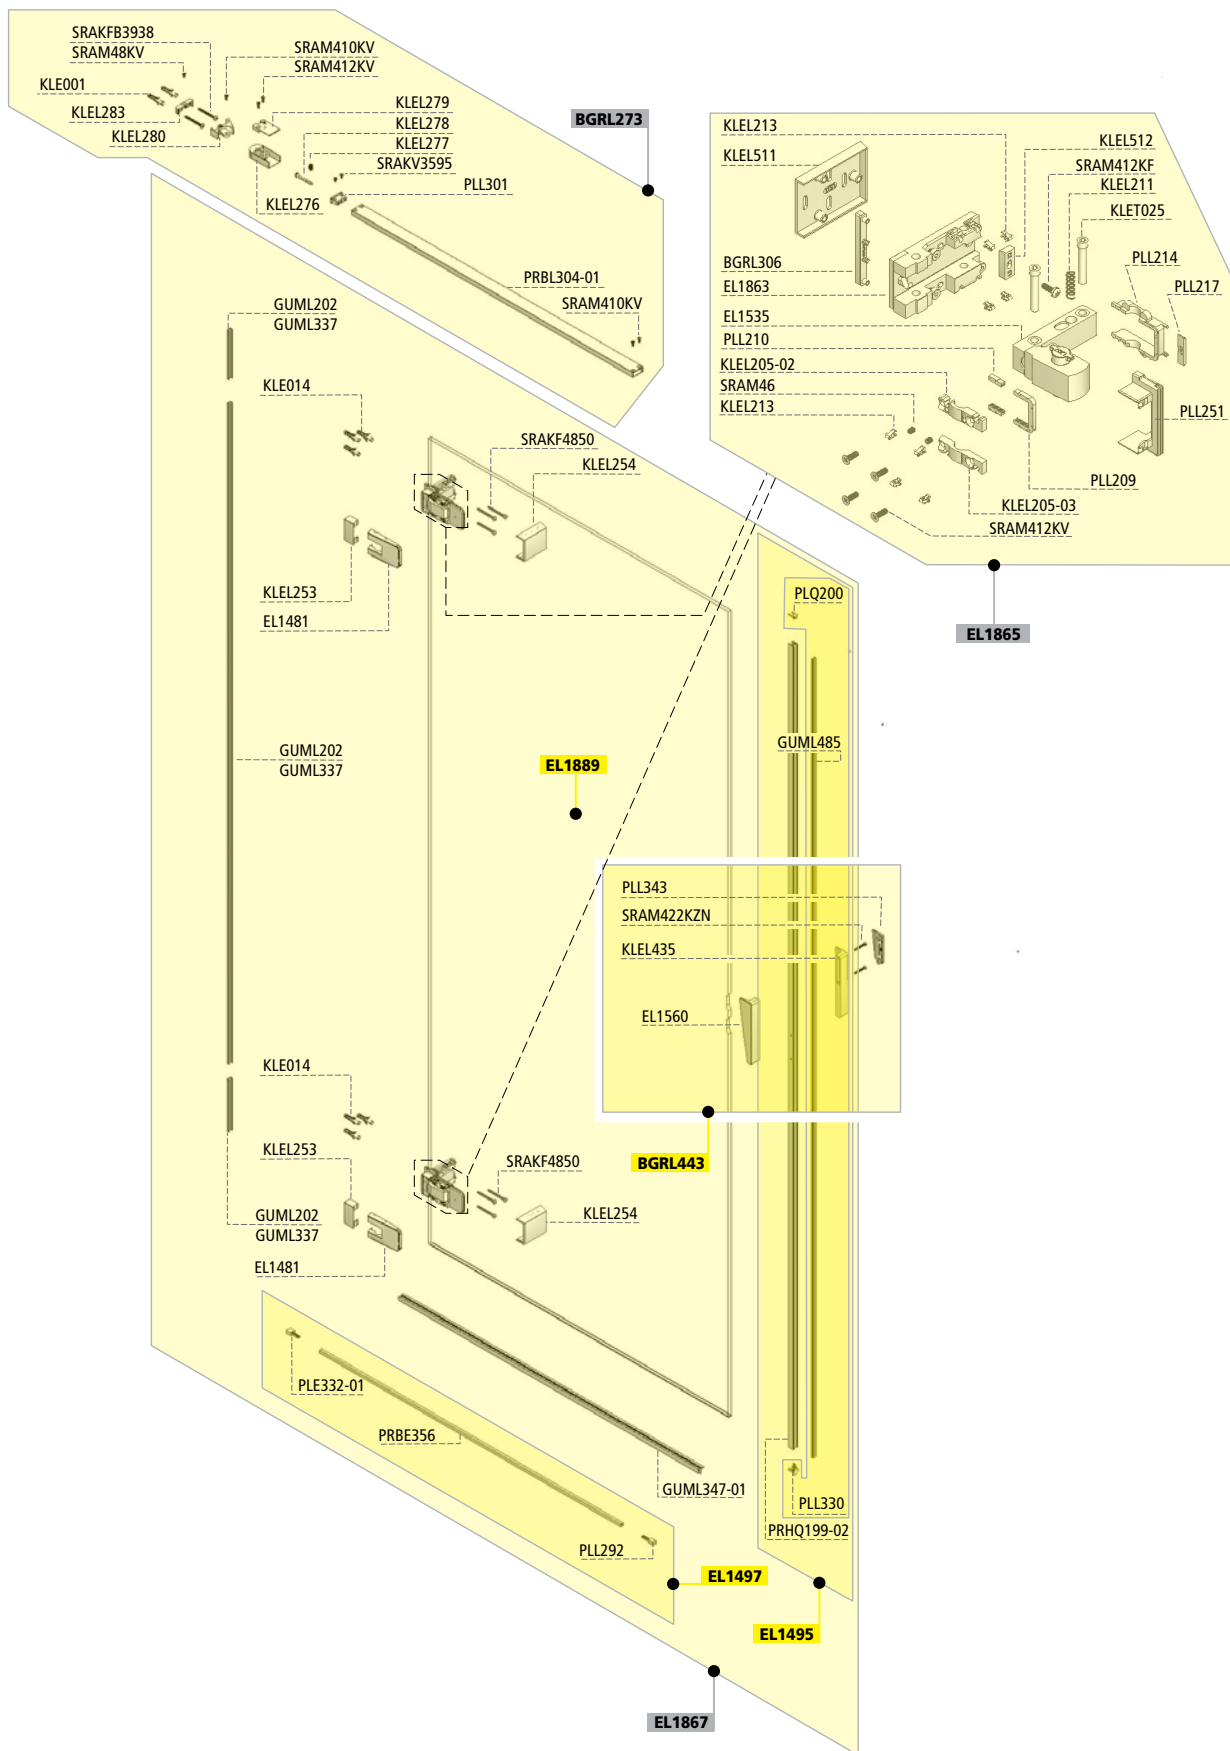 SRAKFB3938
SRAM48KV
KLE001
KLEL283
KLEL280
SRAM410KV
SRAM412KV
KLEL279
KLEL278
KLEL277
SRAKV3595
PLL301
KLEL276
PRBL304-01
SRAM410KV
BGRL273
KLEL213
KLEL511
KLEL512
SRAM412KF
KLEL211
KLET025
PLL214
PLL217
BGRL306
EL1863
EL1535
PLL210
KLEL205-02
SRAM46
KLEL213
PLL251
PLL209
KLEL205-03
SRAM412KV
EL1865
GUML202
GUML337
KLE014
SRAKF4850
KLEL254
KLEL253
EL1481
PLQ200
GUML202
GUML337
EL1889
GUML485
PLL343
SRAM422KZN
KLEL435
EL1560
BGRL443
KLE014
KLEL253
SRAKF4850
KLEL254
GUML202
GUML337
EL1481
PLE332-01
PRBE356
GUML347-01
PLL292
PLL330
PRHQ199-02
EL1497
EL1495
EL1867